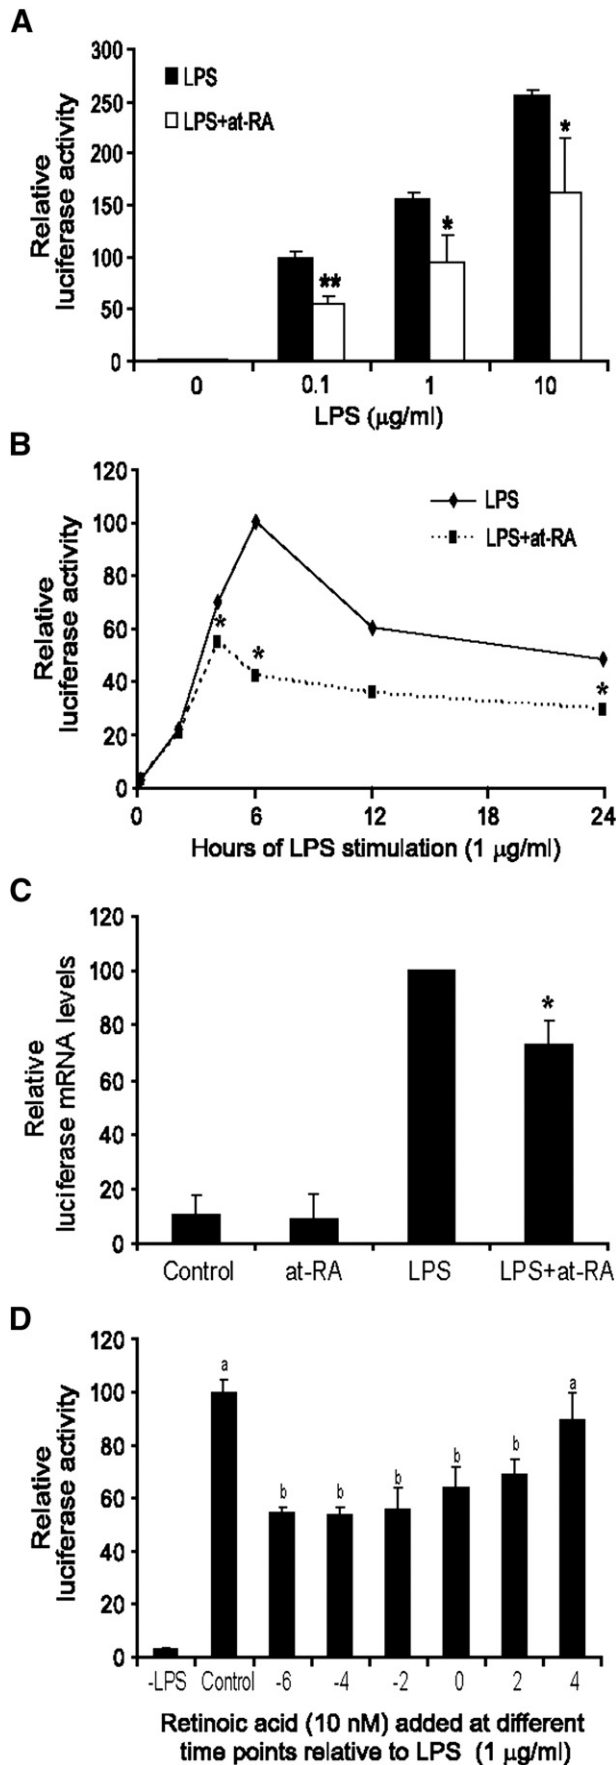 A
300
250
200
150
100
50
0
Relative
luciferase activity
LPS
LPS+at-RA
**
*
*
0 0.1 1 10
LPS (μg/ml)
B
120
100
80
60
40
20
0
Relative
luciferase activity
LPS
LPS+at-RA
*
*
*
0 6 12 18 24
Hours of LPS stimulation (1 μg/ml)
C
120
100
80
60
40
20
0
Relative
luciferase mRNA levels
*
Control at-RA LPS LPS+at-RA
D
120
100
80
60
40
20
0
Relative
luciferase activity
a b b b b b a
-LPS Control -6 -4 -2 0 2 4
Retinoic acid (10 nM) added at different
time points relative to LPS (1 μg/ml)